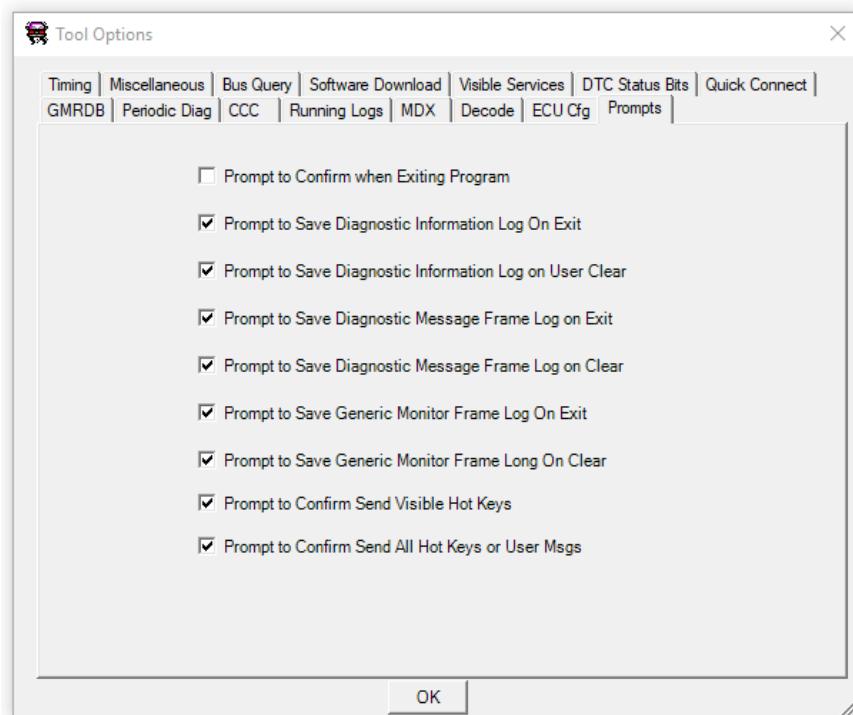 Tool Options
Timing Miscellaneous Bus Query Software Download Visible Services DTC Status Bits Quick Connect
GMRDB Periodic Diag CCC Running Logs MDX Decode ECU Cfg Prompts
Prompt to Confirm when Exiting Program
Prompt to Save Diagnostic Information Log On Exit
Prompt to Save Diagnostic Information Log on User Clear
Prompt to Save Diagnostic Message Frame Log on Exit
Prompt to Save Diagnostic Message Frame Log on Clear
Prompt to Save Generic Monitor Frame Log On Exit
Prompt to Save Generic Monitor Frame Long On Clear
Prompt to Confirm Send Visible Hot Keys
Prompt to Confirm Send All Hot Keys or User Msgs
OK